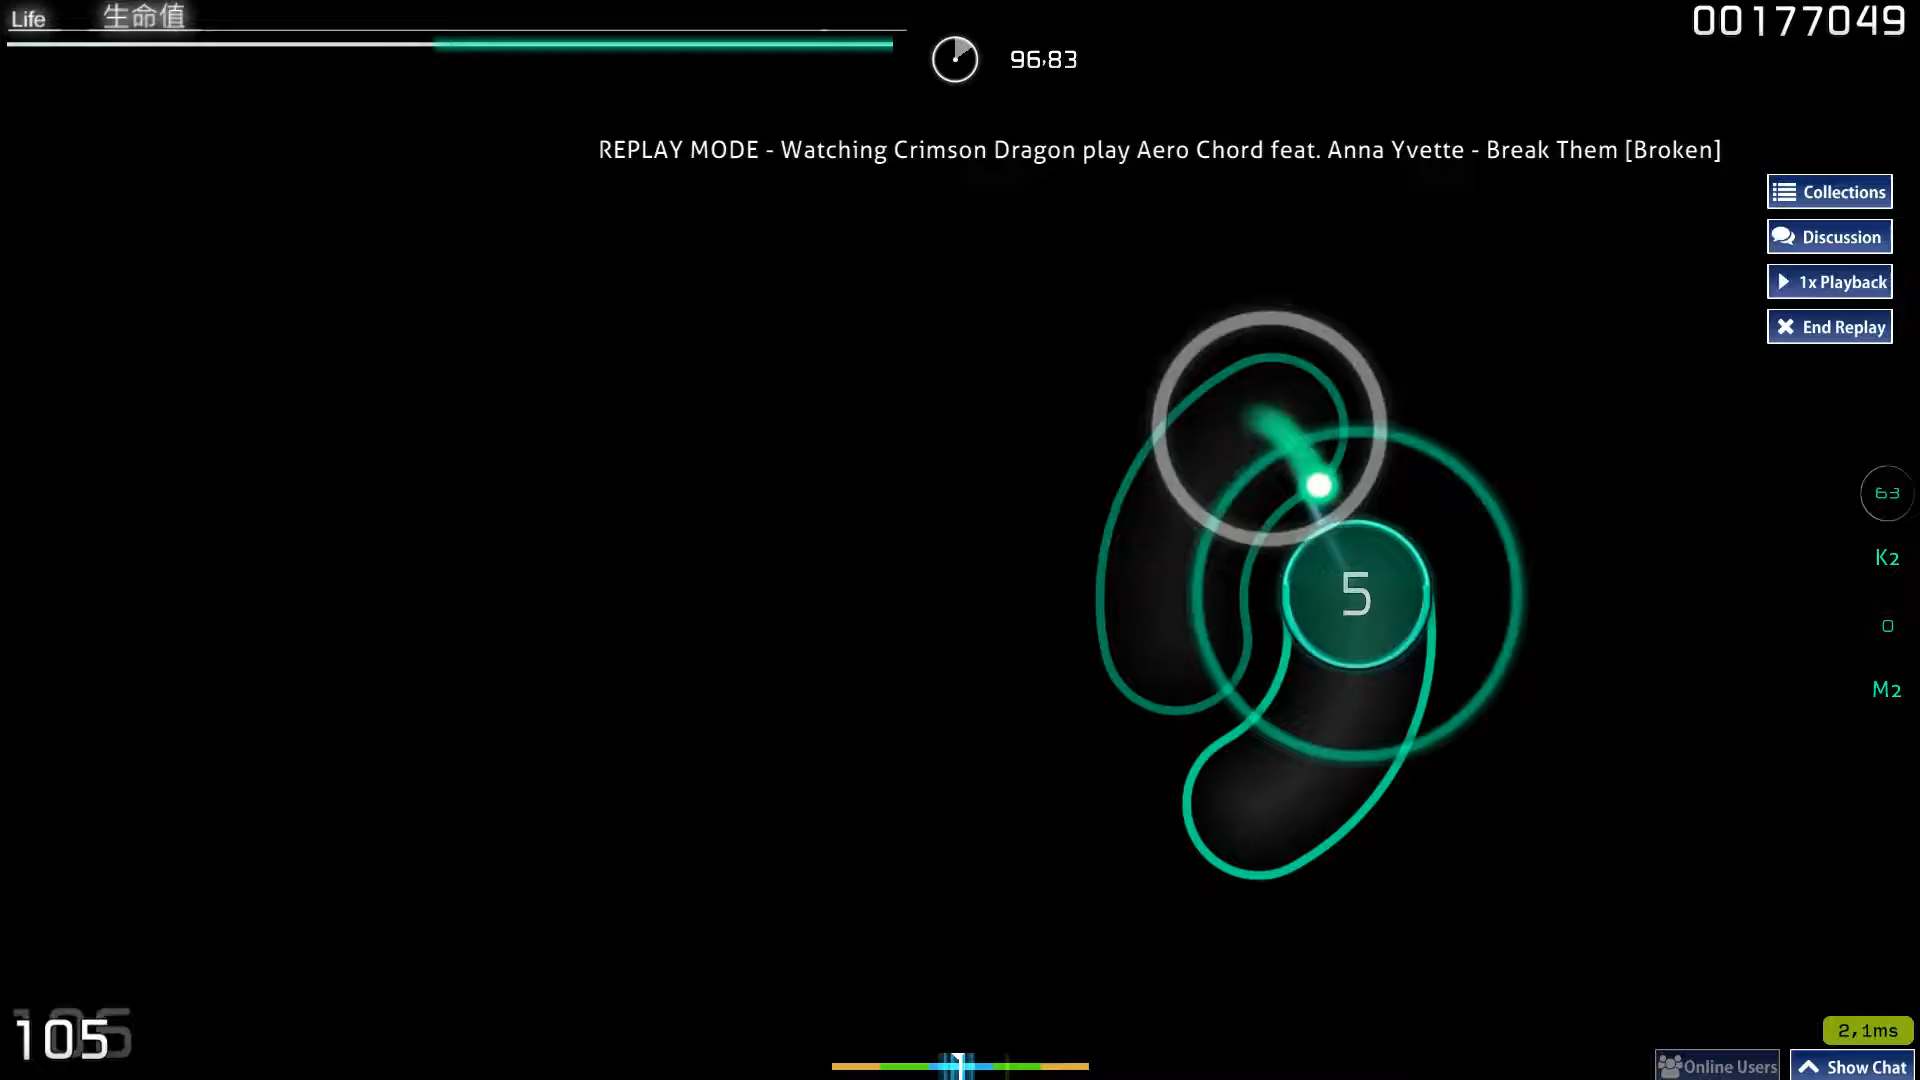 Life 生命值
00177049
96.83
REPLAY MODE - Watching Crimson Dragon play Aero Chord feat. Anna Yvette - Break Them [Broken]
Collections
Discussion
1x Playback
End Replay
63
K2
0
M2
5
105
2,1ms
Online Users
Show Chat